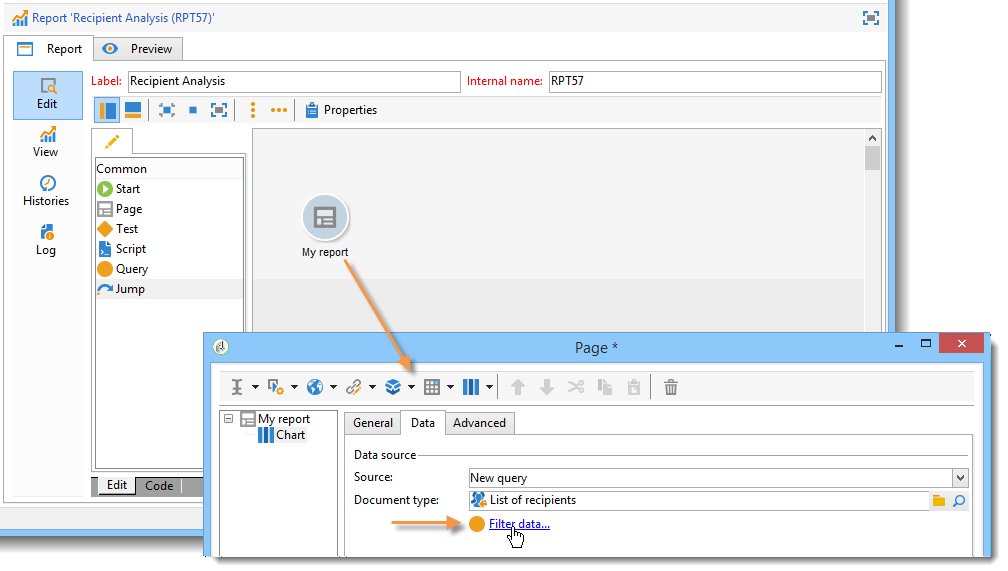 Report 'Recipient Analysis (RPT57)'
Report Preview
Label: Recipient Analysis Internal name: RPT57
Edit
View
Histories
Log
Properties
Common
Start
Page
Test
Script
Query
Jump
My report
Edit Code
Page *
My report
Chart
General Data Advanced
Data source
Source: New query
Document type: List of recipients
Filter data...